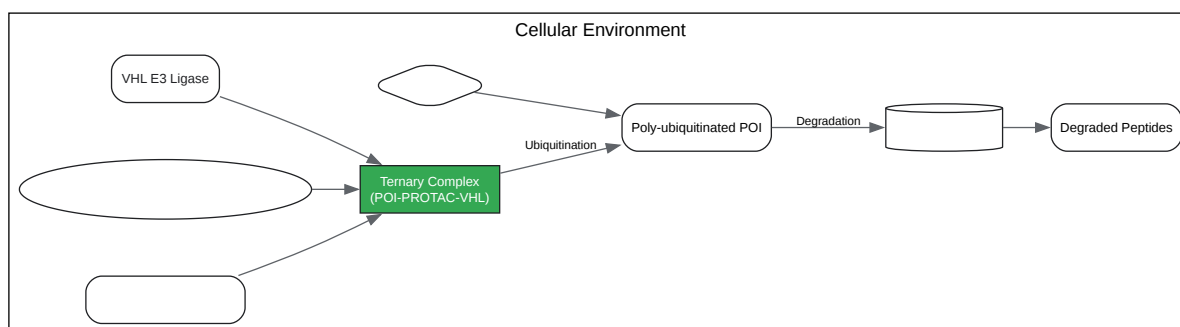 Cellular Environment
VHL E3 Ligase
Poly-ubiquitinated POI
Degradation
Degraded Peptides
Ubiquitination
Ternary Complex
(POI-PROTAC-VHL)